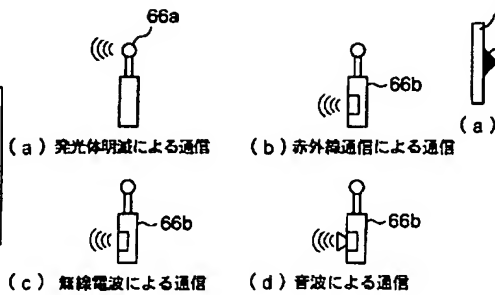 66a
66b
(a) 発光体明滅による通信
(b) 赤外線通信による通信
(a)
66b
66b
(c) 無線電波による通信
(d) 音波による通信